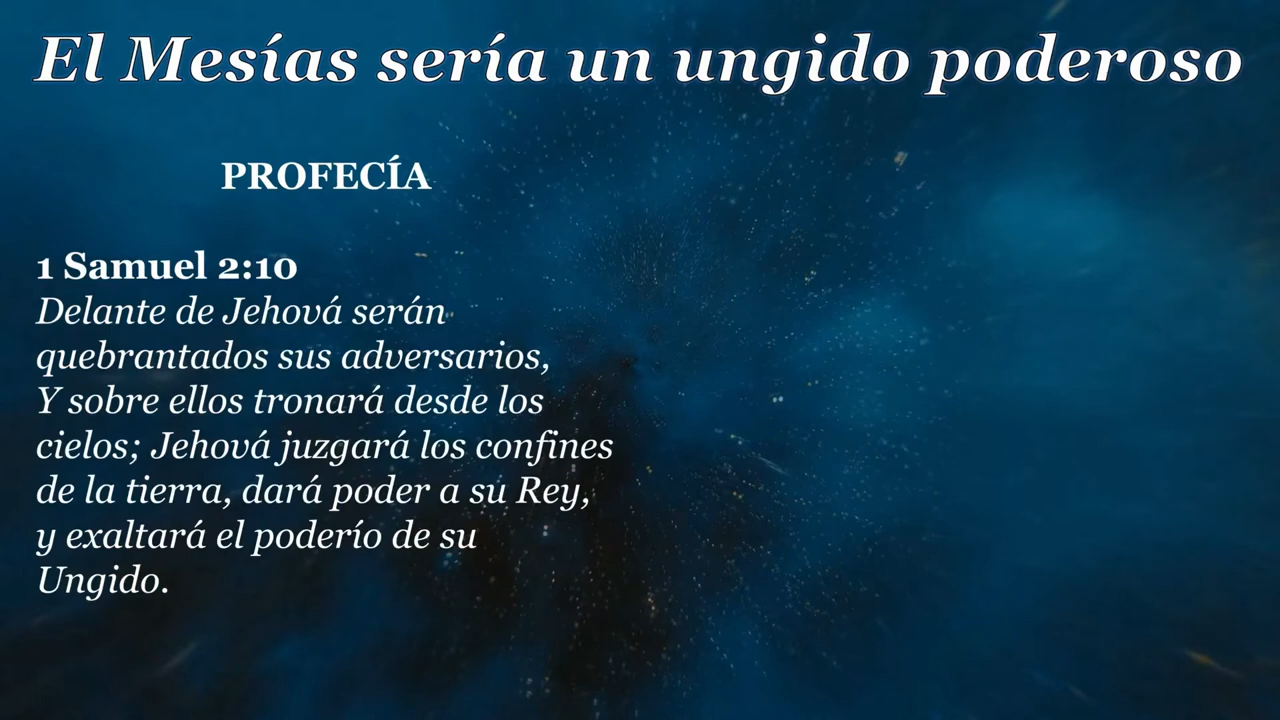 El Mesías sería un ungido poderoso
PROFECÍA
1 Samuel 2:10
Delante de Jehová serán
quebrantados sus adversarios,
Y sobre ellos tronará desde los
cielos; Jehová juzgará los confines
de la tierra, dará poder a su Rey,
y exaltará el poderío de su
Ungido.